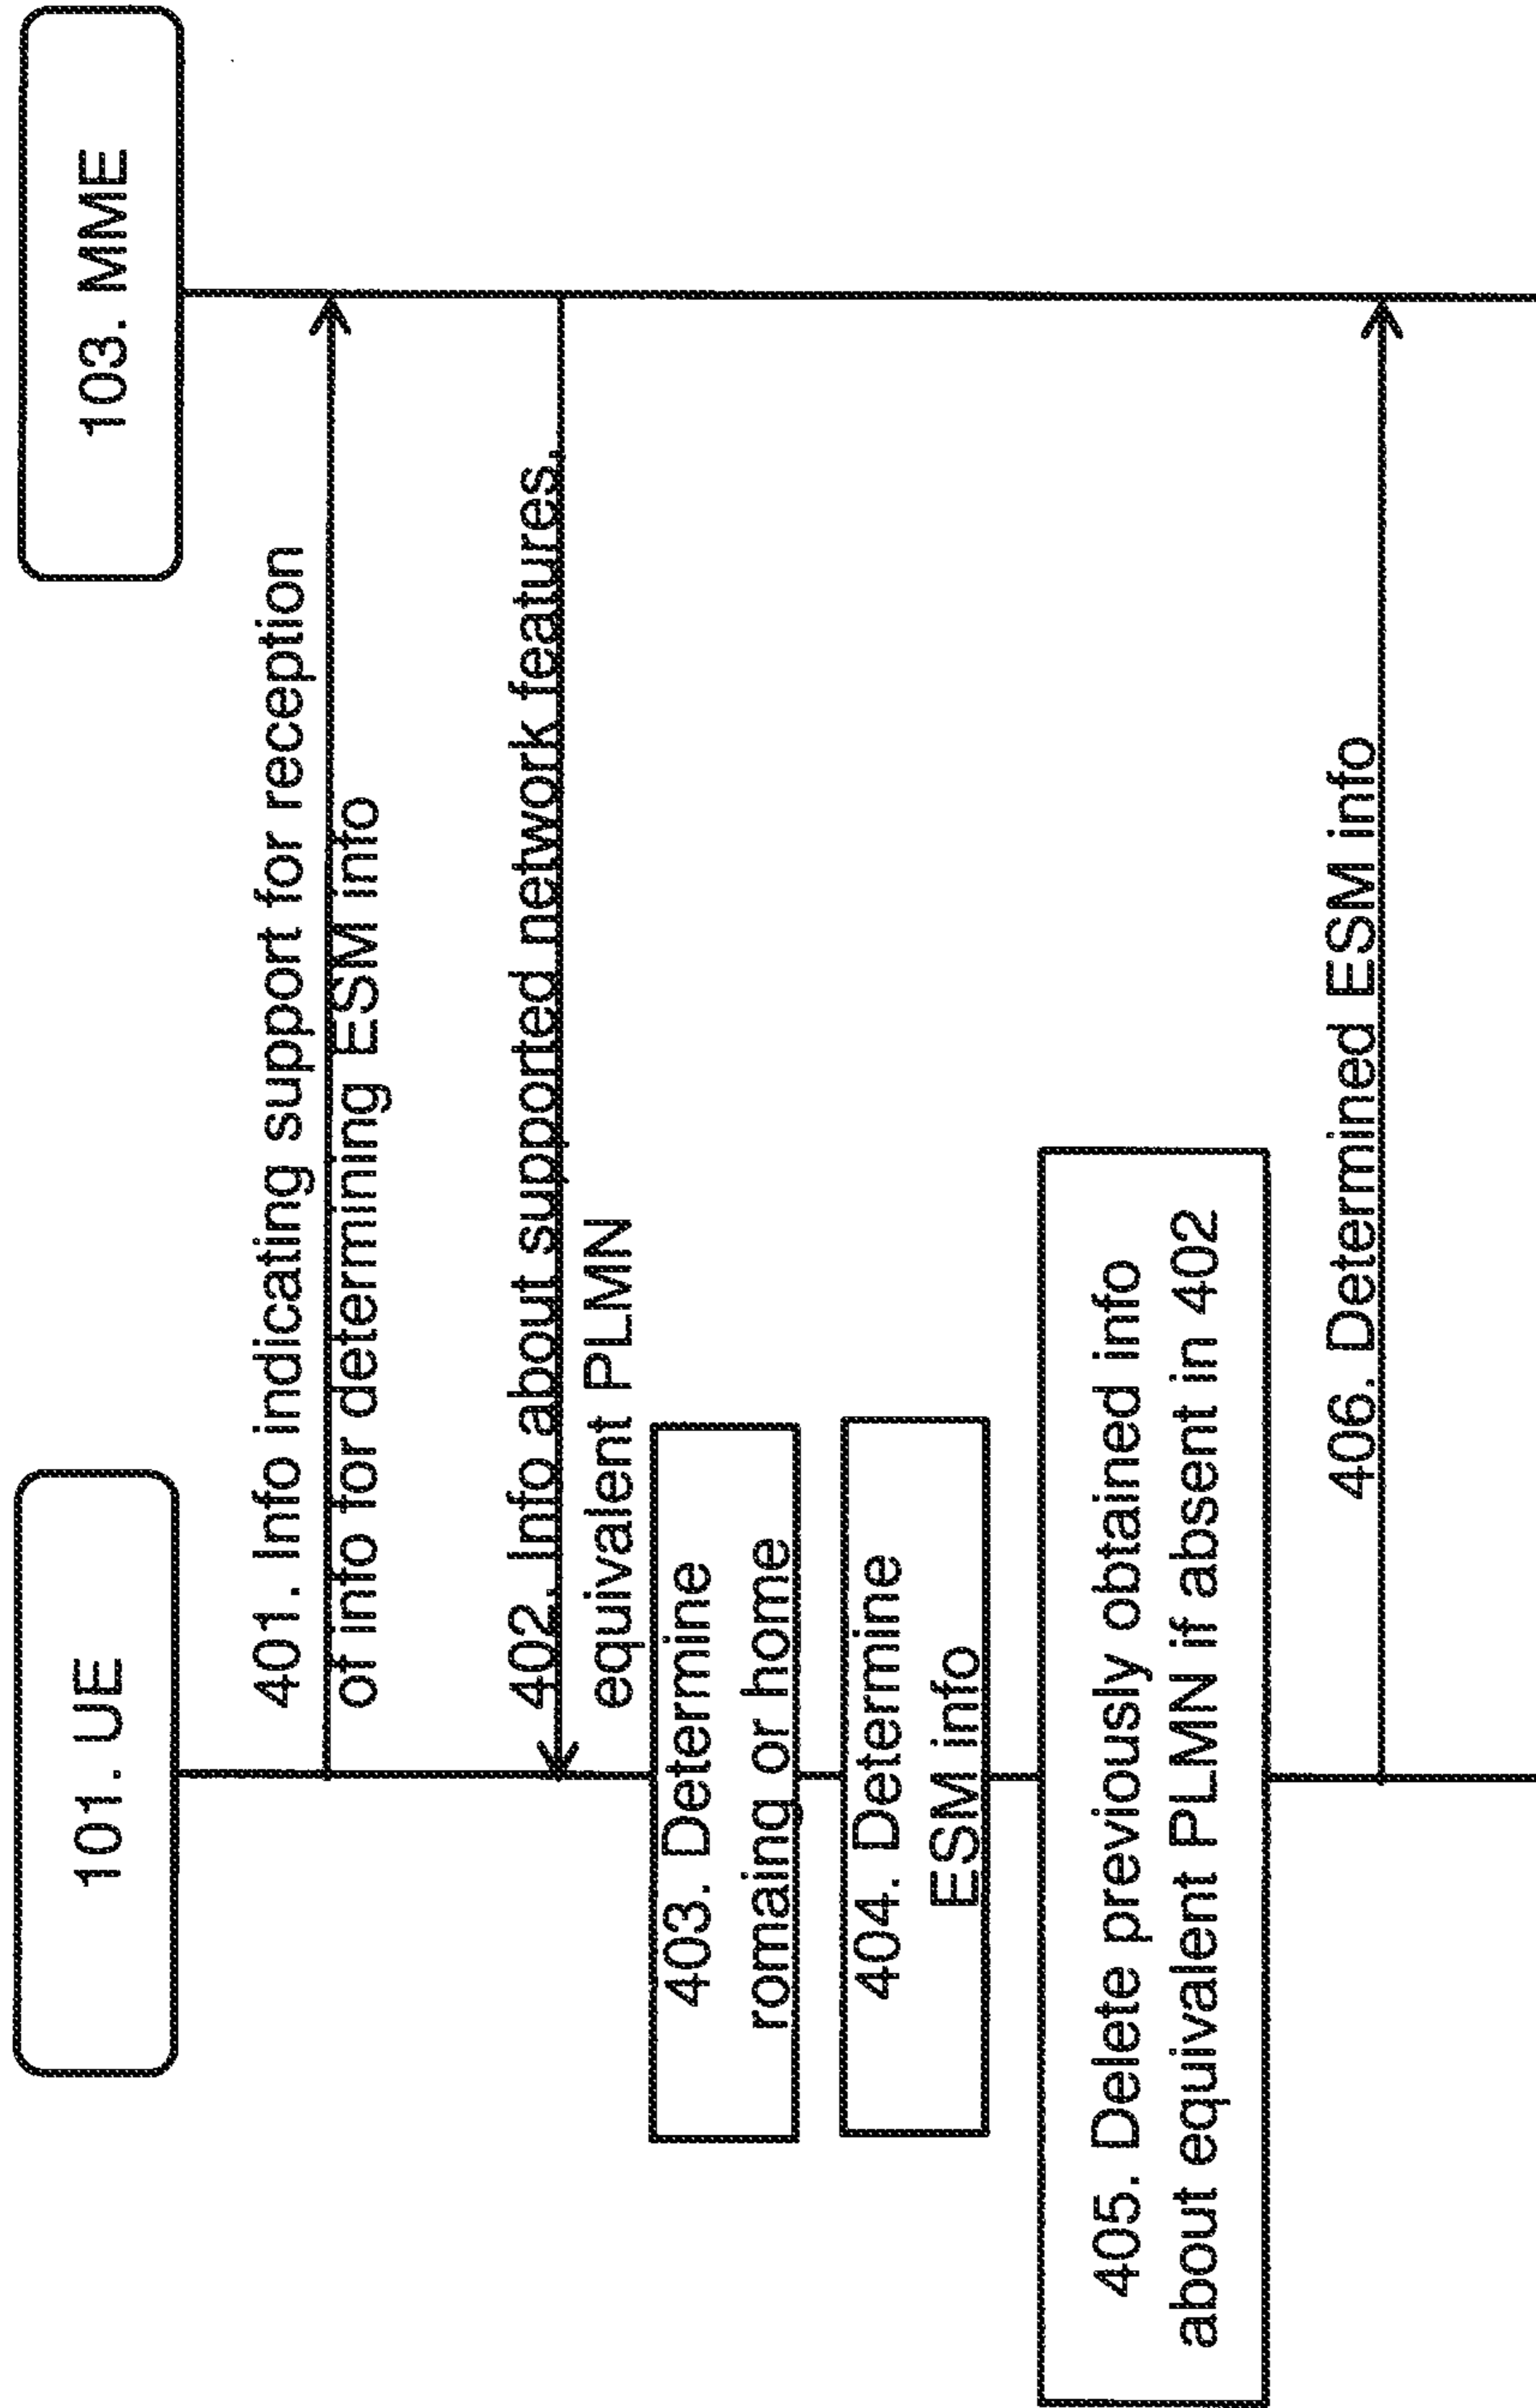 101. UE
103. MME
401. Info indicating support for reception
of info for determining ESM info
402. Info about supported network features,
equivalent PLMN
403. Determine
romaing or home
404. Determine
ESM info
405. Delete previously obtained info
about equivalent PLMN if absent in 402
406. Determined ESM info